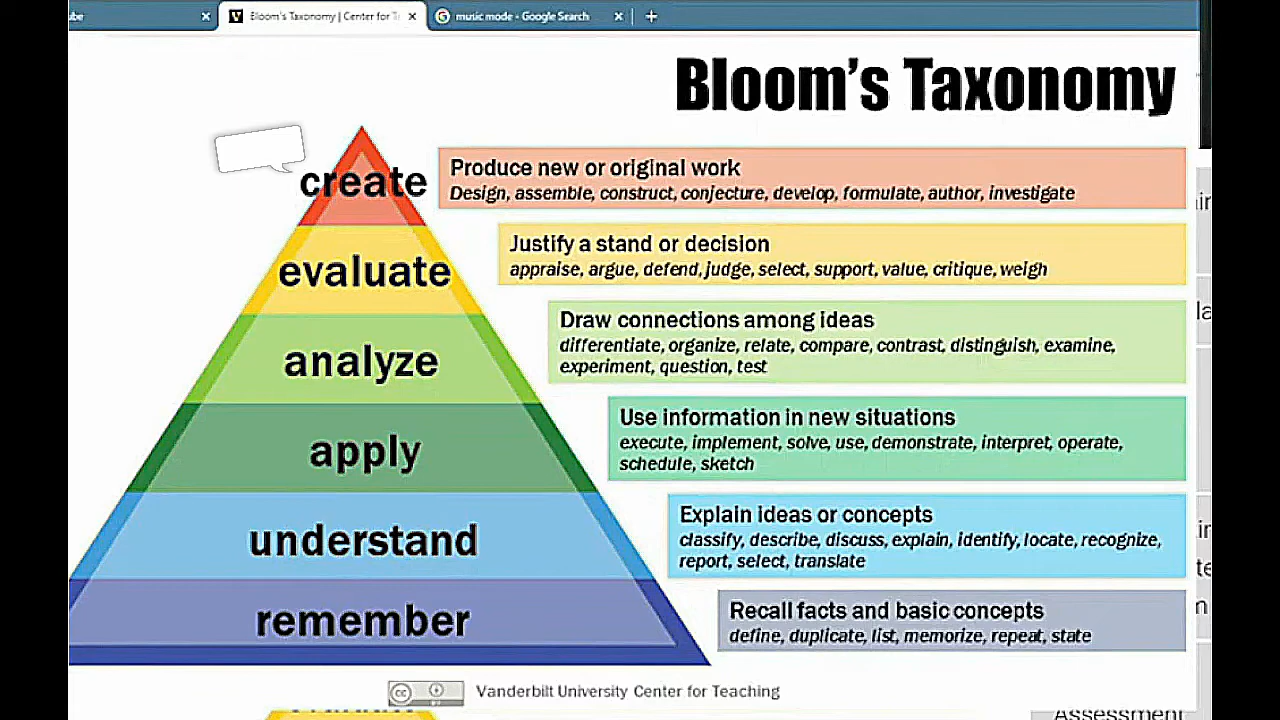 Bloom's Taxonomy | Center for
music mode - Google Search
Bloom's Taxonomy
create
Produce new or original work
Design, assemble, construct, conjecture, develop, formulate, author, investigate
evaluate
Justify a stand or decision
appraise, argue, defend, judge, select, support, value, critique, weigh
analyze
Draw connections among ideas
differentiate, organize, relate, compare, contrast, distinguish, examine,
experiment, question, test
apply
Use information in new situations
execute, implement, solve, use, demonstrate, interpret, operate,
schedule, sketch
understand
Explain ideas or concepts
classify, describe, discuss, explain, identify, locate, recognize,
report, select, translate
remember
Recall facts and basic concepts
define, duplicate, list, memorize, repeat, state
cc
Vanderbilt University Center for Teaching
Assessment